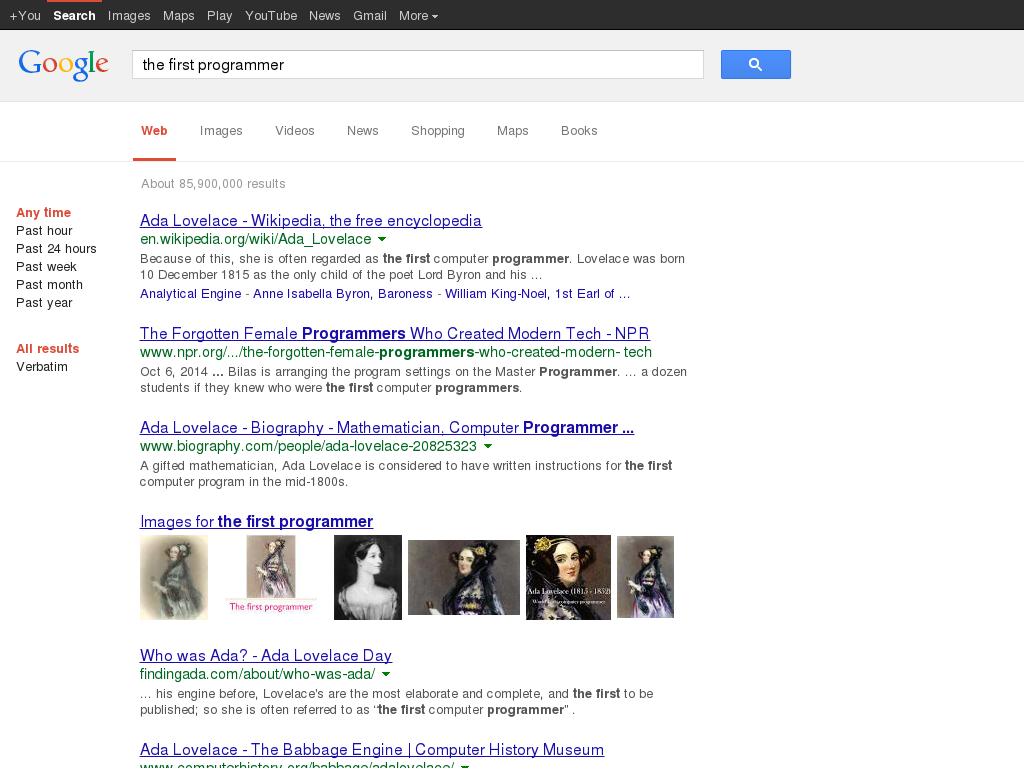 +You Search Images Maps Play YouTube News Gmail More
Google
the first programmer
Web Images Videos News Shopping Maps Books
About 85,900,000 results
Any time
Past hour
Past 24 hours
Past week
Past month
Past year
All results
Verbatim
Ada Lovelace - Wikipedia, the free encyclopedia
en.wikipedia.org/wiki/Ada_Lovelace
Because of this, she is often regarded as the first computer programmer. Lovelace was born
10 December 1815 as the only child of the poet Lord Byron and his ...
Analytical Engine - Anne Isabella Byron, Baroness - William King-Noel, 1st Earl of ...
The Forgotten Female Programmers Who Created Modern Tech - NPR
www.npr.org/.../the-forgotten-female-programmers-who-created-modern- tech
Oct 6, 2014 ... Bilas is arranging the program settings on the Master Programmer. ... a dozen
students if they knew who were the first computer programmers.
Ada Lovelace - Biography - Mathematician, Computer Programmer ...
www.biography.com/people/ada-lovelace-20825323
A gifted mathematician, Ada Lovelace is considered to have written instructions for the first
computer program in the mid-1800s.
Images for the first programmer
The first programmer
Ada Lovelace (1815 - 1852)
World's first computer programmer
Who was Ada? - Ada Lovelace Day
findingada.com/about/who-was-ada/
... his engine before, Lovelace's are the most elaborate and complete, and the first to be
published; so she is often referred to as “the first computer programmer” .
Ada Lovelace - The Babbage Engine | Computer History Museum
www.computerhistory.org/babbage/adalovelace/